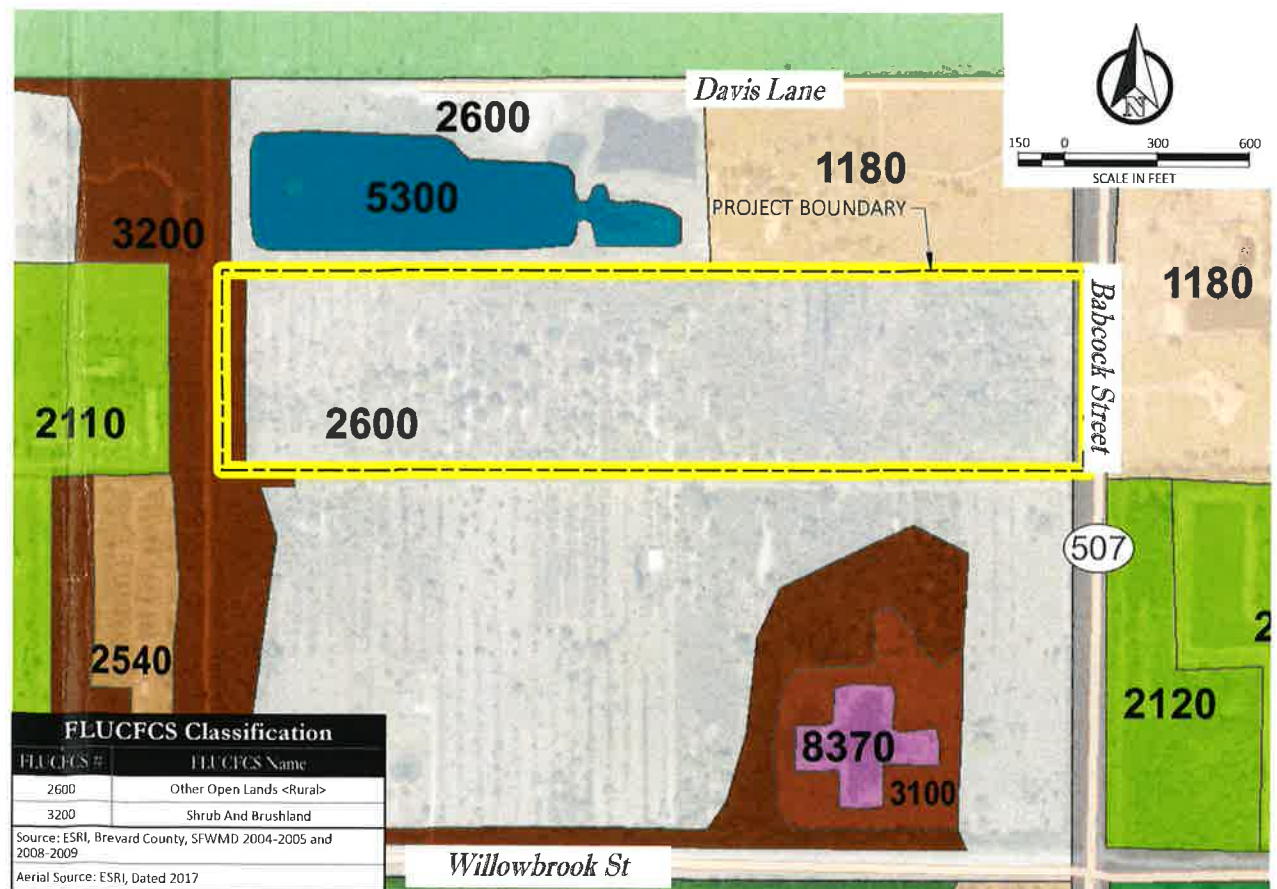 Davis Lane
2600
N
150 0 300 600
SCALE IN FEET
5300
1180
PROJECT BOUNDARY
3200
1180
Babcock Street
2110
2600
507
2540
2120
8370
3100
2
FLUCFCS Classification
FLUCFCS # FLUCFCS Name
2600 Other Open Lands <Rural>
3200 Shrub And Brushland
Source: ESRI, Brevard County, SFWMD 2004-2005 and
2008-2009
Aerial Source: ESRI, Dated 2017
Willowbrook St